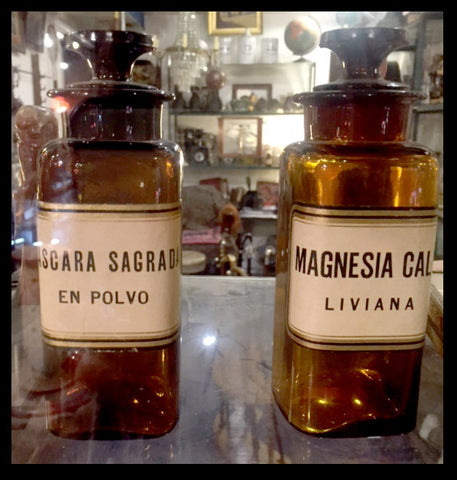 SCARA SAGRADA
EN POLVO
MAGNESIA CAL
LIVIANA